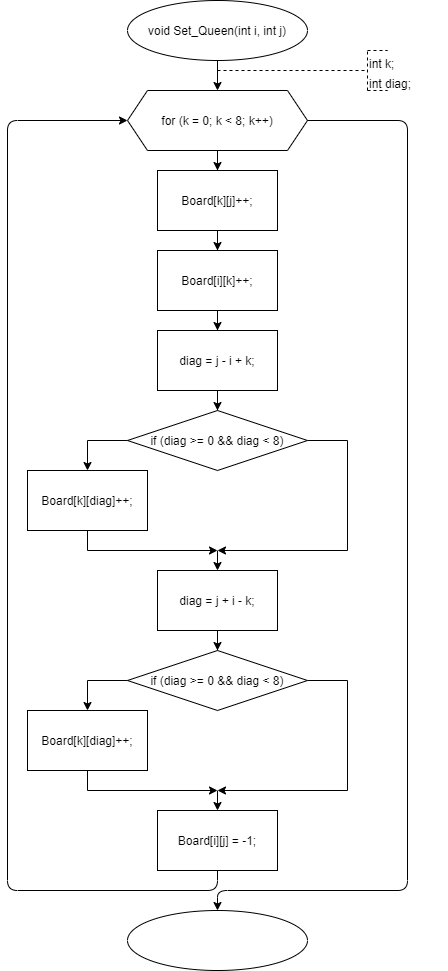 void Set_Queen(int i, int j)
int k;
int diag;
for (k = 0; k < 8; k++)
Board[k][j]++;
Board[i][k]++;
diag = j - i + k;
if (diag >= 0 && diag < 8)
Board[k][diag]++;
diag = j + i - k;
if (diag >= 0 && diag < 8)
Board[k][diag]++;
Board[i][j] = -1;